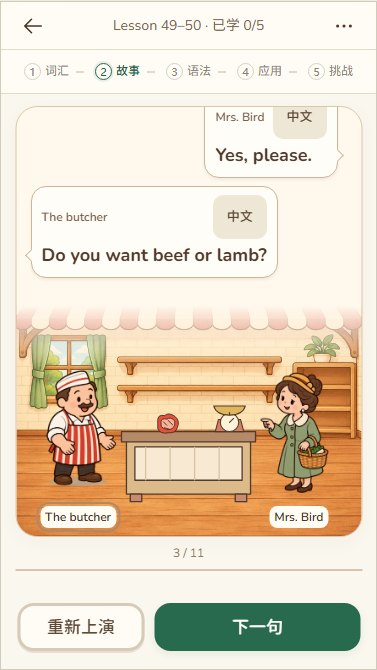 Lesson 49–50 · 已学 0/5
1 词汇 – 2 故事 – 3 语法 – 4 应用 – 5 挑战
Mrs. Bird 中文
Yes, please.
The butcher 中文
Do you want beef or lamb?
The butcher Mrs. Bird
3 / 11
重新上演 下一句